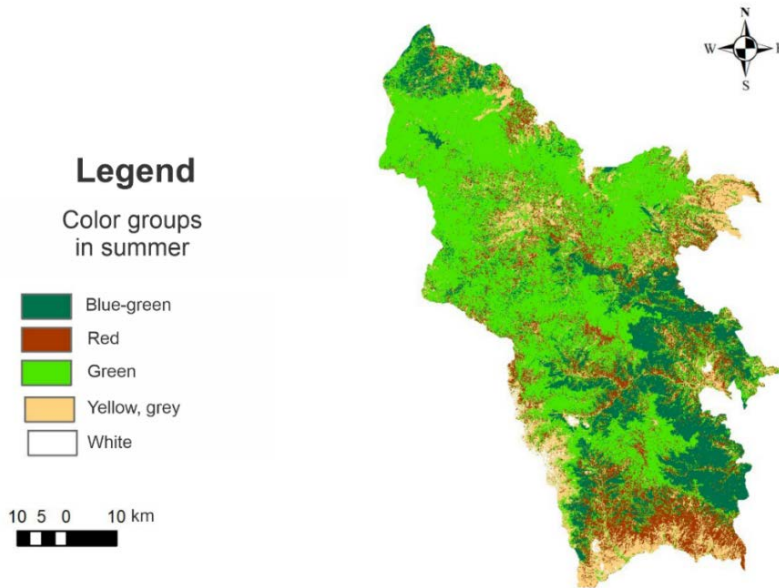 N
W E
S
Legend
Color groups
in summer
Blue-green
Red
Green
Yellow, grey
White
10 5 0 10 km